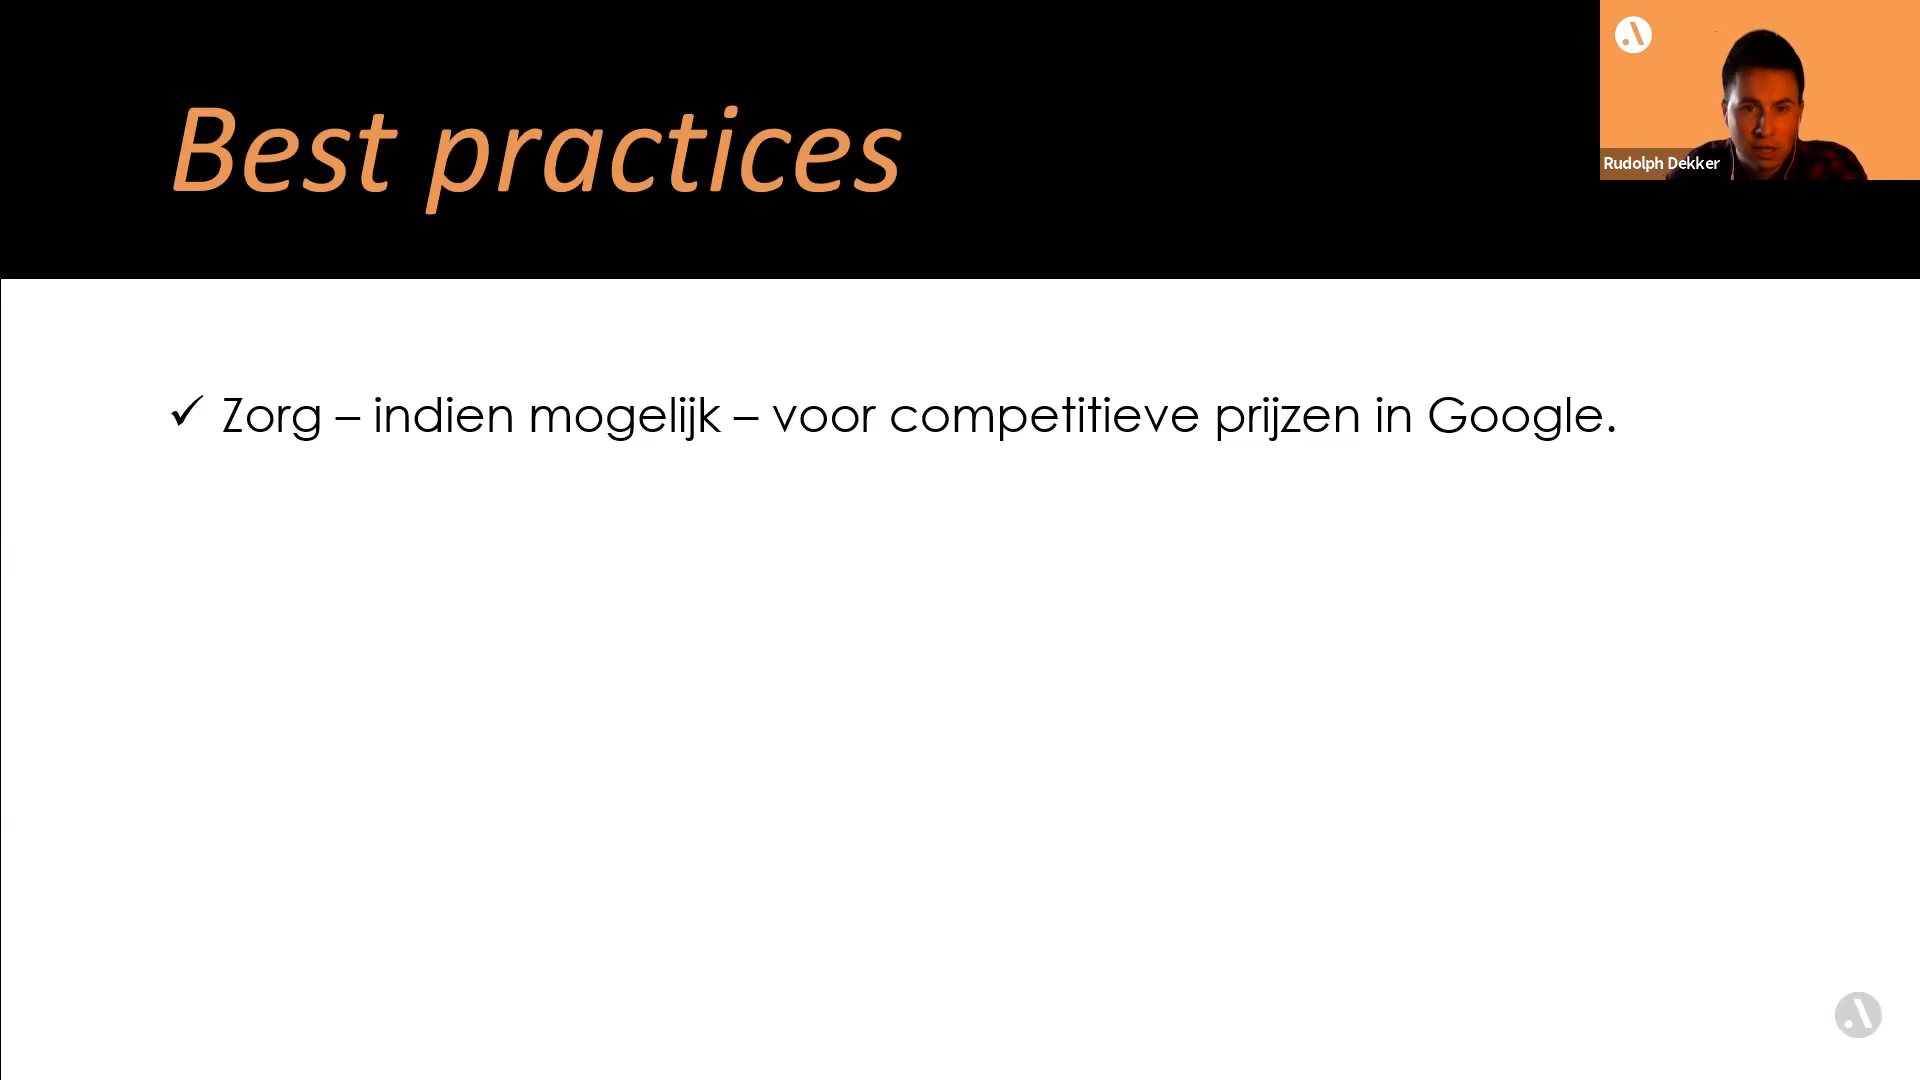 Best practices
Rudolph Dekker
✓ Zorg – indien mogelijk – voor competitieve prijzen in Google.